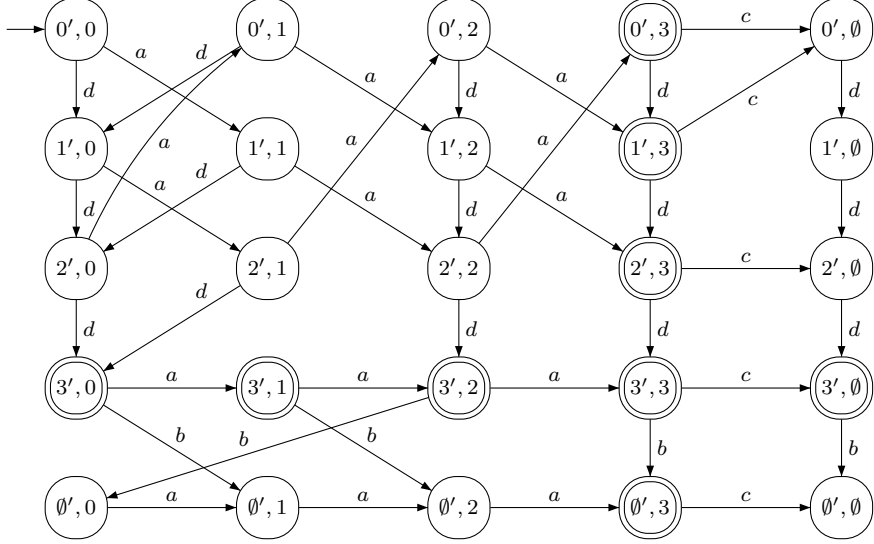 0′, 0 0′, 1 0′, 2 0′, 3 c 0′, ∅
a d a a
d d d c d
1′, 0 1′, 1 1′, 2 1′, 3 1′, ∅
a a d a a
d a d a d d
2′, 0 2′, 1 2′, 2 2′, 3 c 2′, ∅
d d d d d
3′, 0 a 3′, 1 a 3′, 2 a 3′, 3 c 3′, ∅
b b b b b
∅′, 0 a ∅′, 1 a ∅′, 2 a ∅′, 3 c ∅′, ∅